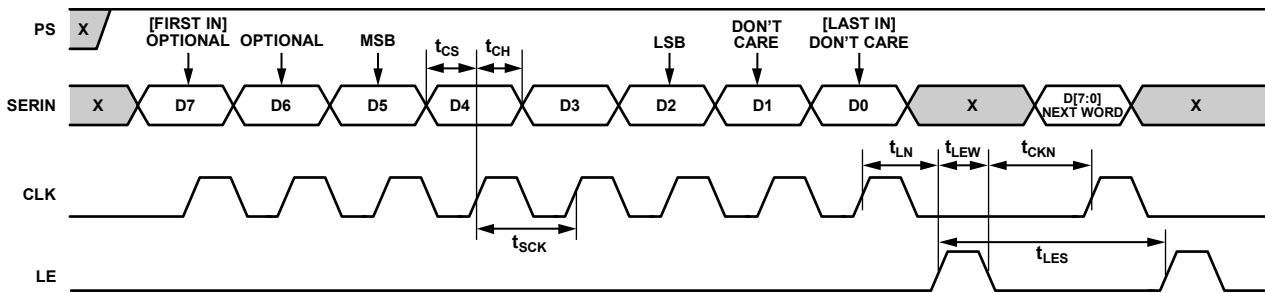 PS
X
[FIRST IN]
OPTIONAL
OPTIONAL
MSB
tCS
tCH
LSB
DON'T
CARE
[LAST IN]
DON'T CARE
SERIN
X
D7
D6
D5
D4
D3
D2
D1
D0
X
D[7:0]
NEXT WORD
X
tLN
tLEW
tCKN
CLK
tSCK
tLES
LE